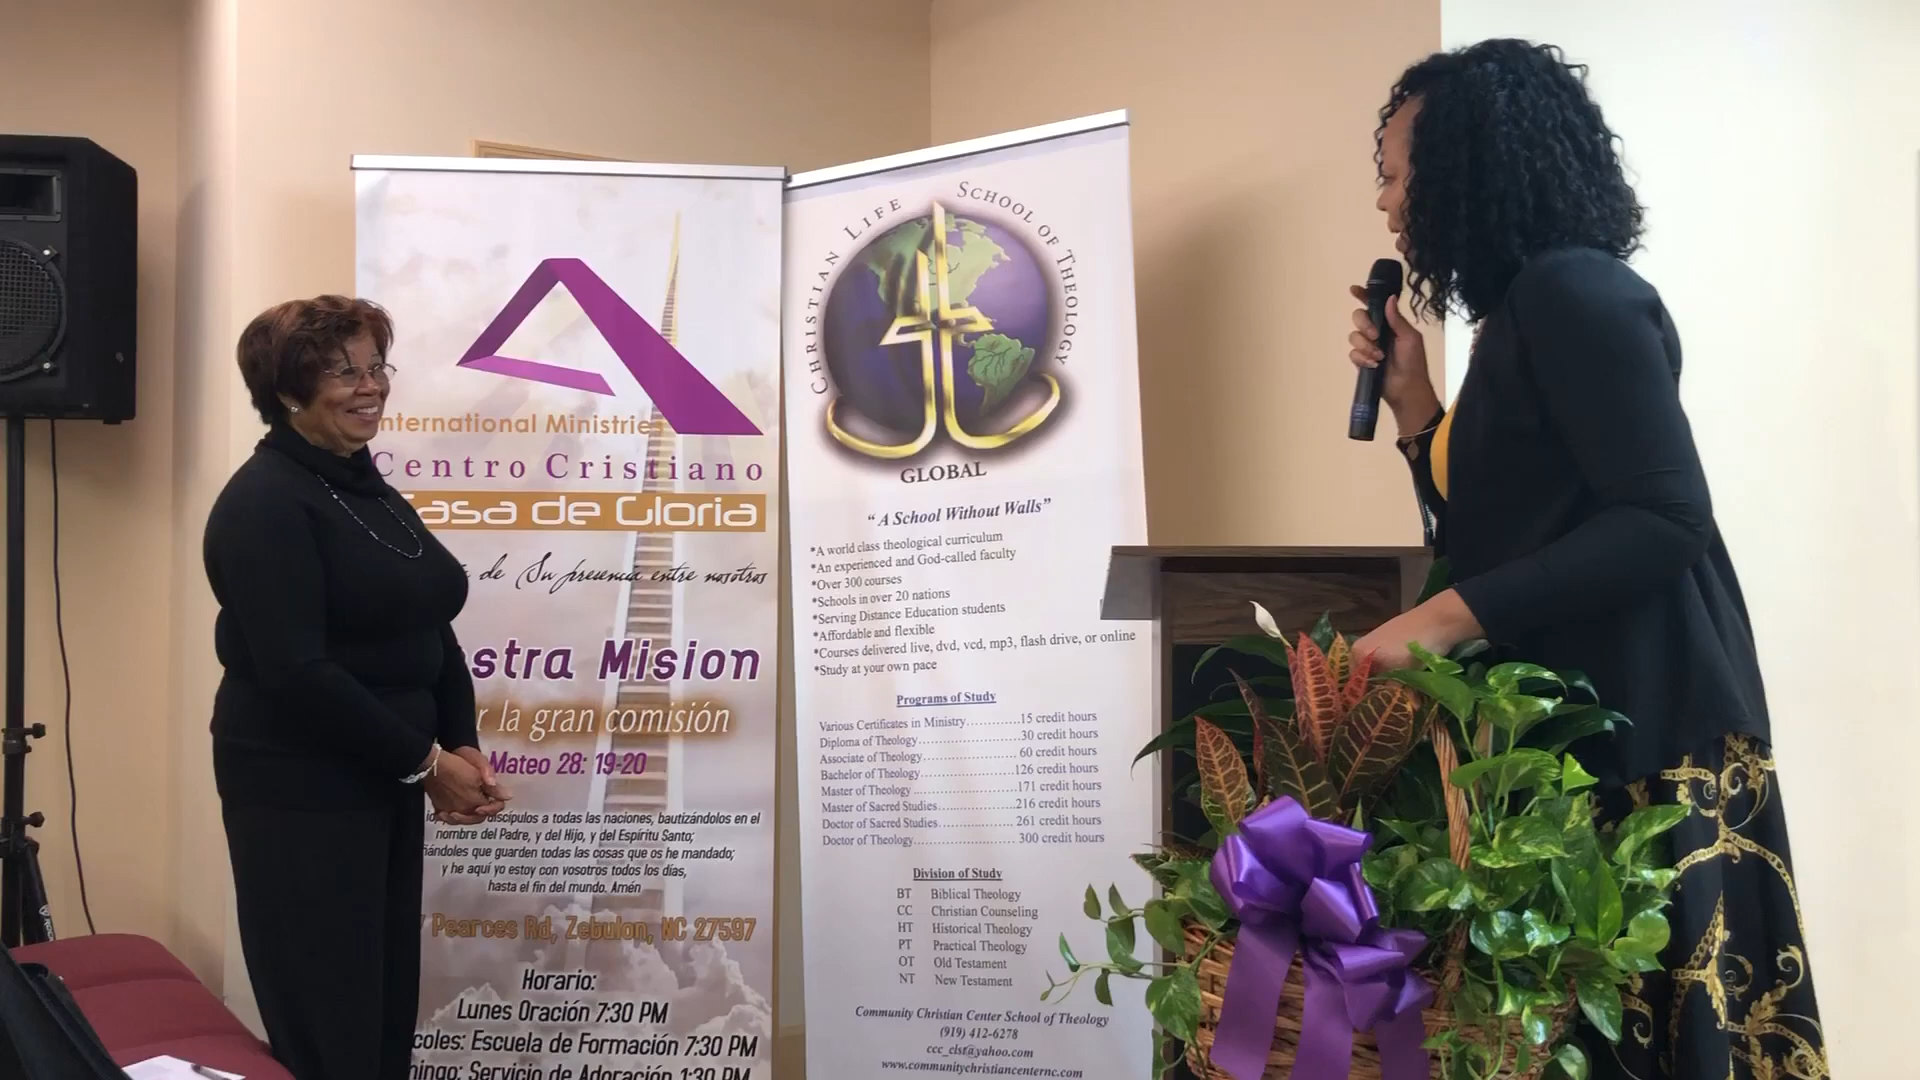 International Ministries
Centro Cristiano
Casa de Gloria
de Su presencia entre nosotros
Mision
la gran comisión
Mateo 28: 19-20
discípulos a todas las naciones, bautizándolos en el
nombre del Padre, y del Hijo, y del Espíritu Santo;
que guarden todas las cosas que os he mandado;
y he aquí yo estoy con vosotros todos los días,
hasta el fin del mundo. Amén
Pearces Rd, Zebulon, NC 27597
Horario:
Lunes Oración 7:30 PM
Escuela de Formación 7:30 PM
Servicio de Adoración 1:30 PM
CHRISTIAN LIFE SCHOOL OF THEOLOGY
GLOBAL
“A School Without Walls”
*A world class theological curriculum
*An experienced and God-called faculty
*Over 300 courses
*Schools in over 20 nations
*Serving Distance Education students
*Affordable and flexible
*Courses delivered live, dvd, vcd, mp3, flash drive, or online
*Study at your own pace
Programs of Study
Various Certificates in Ministry.............15 credit hours
Diploma of Theology........................30 credit hours
Associate of Theology.......................60 credit hours
Bachelor of Theology......................126 credit hours
Master of Theology ........................171 credit hours
Master of Sacred Studies..................216 credit hours
Doctor of Sacred Studies..................261 credit hours
Doctor of Theology........................300 credit hours
Division of Study
BT Biblical Theology
CC Christian Counseling
HT Historical Theology
PT Practical Theology
OT Old Testament
NT New Testament
Community Christian Center School of Theology
(919) 412-6278
ccc_clst@yahoo.com
www.communitychristiancenternc.com